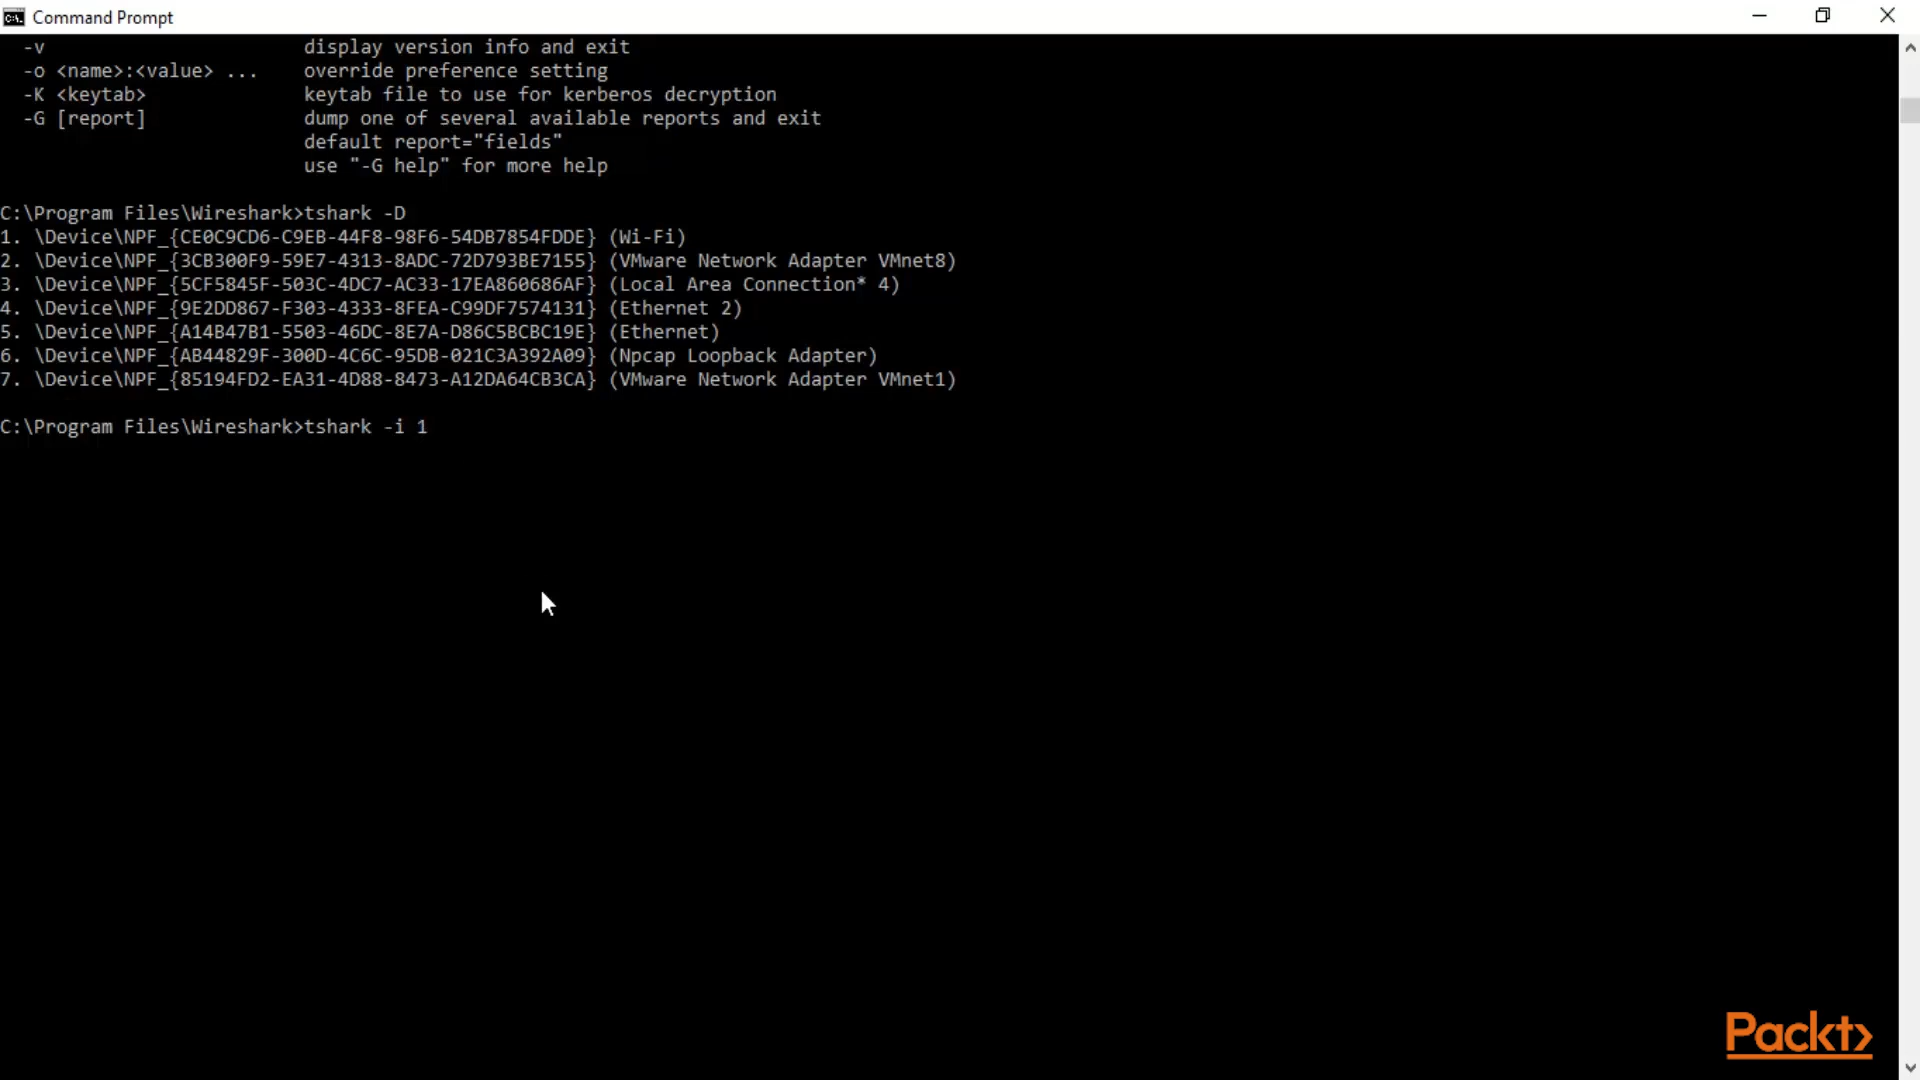 Command Prompt
-v display version info and exit
-o <name>:<value> ... override preference setting
-K <keytab> keytab file to use for kerberos decryption
-G [report] dump one of several available reports and exit
default report="fields"
use "-G help" for more help
C:\Program Files\Wireshark>tshark -D
1. \Device\NPF_{CE0C9CD6-C9EB-44F8-98F6-54DB7854FDDE} (Wi-Fi)
2. \Device\NPF_{3CB300F9-59E7-4313-8ADC-72D793BE7155} (VMware Network Adapter VMnet8)
3. \Device\NPF_{5CF5845F-503C-4DC7-AC33-17EA860686AF} (Local Area Connection* 4)
4. \Device\NPF_{9E2DD867-F303-4333-8FEA-C99DF7574131} (Ethernet 2)
5. \Device\NPF_{A14B47B1-5503-46DC-8E7A-D86C5BCBC19E} (Ethernet)
6. \Device\NPF_{AB44829F-300D-4C6C-95DB-021C3A392A09} (Npcap Loopback Adapter)
7. \Device\NPF_{85194FD2-EA31-4D88-8473-A12DA64CB3CA} (VMware Network Adapter VMnet1)
C:\Program Files\Wireshark>tshark -i 1
Packt>